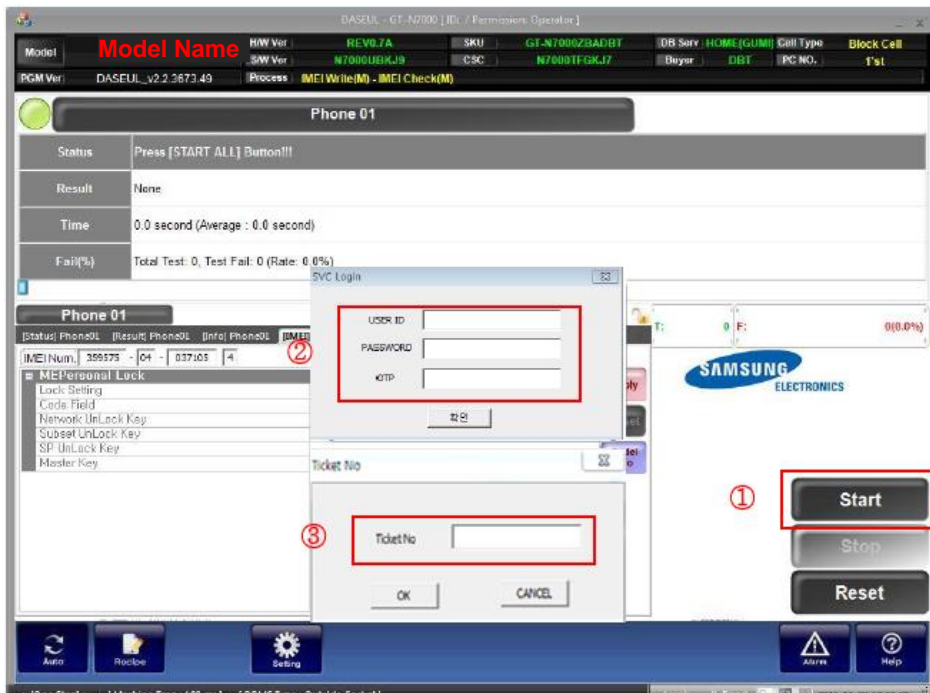 DASEUL - GT-N7000 [ ID: / Permission: Operator ]
Model
Model Name
H/W Ver
REV0.7A
SKU
GT-N7000ZBADBT
DB Serv
HOME(GUMI)
Cell Type
Block Cell
S/W Ver
N7000UBKJ9
CSC
N7000TFGKJ7
Buyer
DBT
PC NO.
1'st
PGM Ver
DASEUL_v2.2.3673.49
Process
IMEI Write(M) - IMEI Check(M)
Phone 01
Status
Press [START ALL] Button!!!
Result
None
Time
0.0 second (Average : 0.0 second)
Fail(%)
Total Test: 0, Test Fail: 0 (Rate: 0.0%)
SVC Login
USER ID
PASSWORD
OTP
확인
②
Phone 01
[Status] Phone01
[Result] Phone01
[Info] Phone01
T:
0
F:
0(0.0%)
IMEI Num.
359575 - 04 - 037105
4
MEPersonal Lock
Lock Setting
Code Field
Network UnLock Key
Subset UnLock Key
SP UnLock Key
Master Key
SAMSUNG
ELECTRONICS
Ticket No
③
Ticket No
OK
CANCEL
①
Start
Stop
Reset
Auto
Recipe
Setting
Alarm
Help